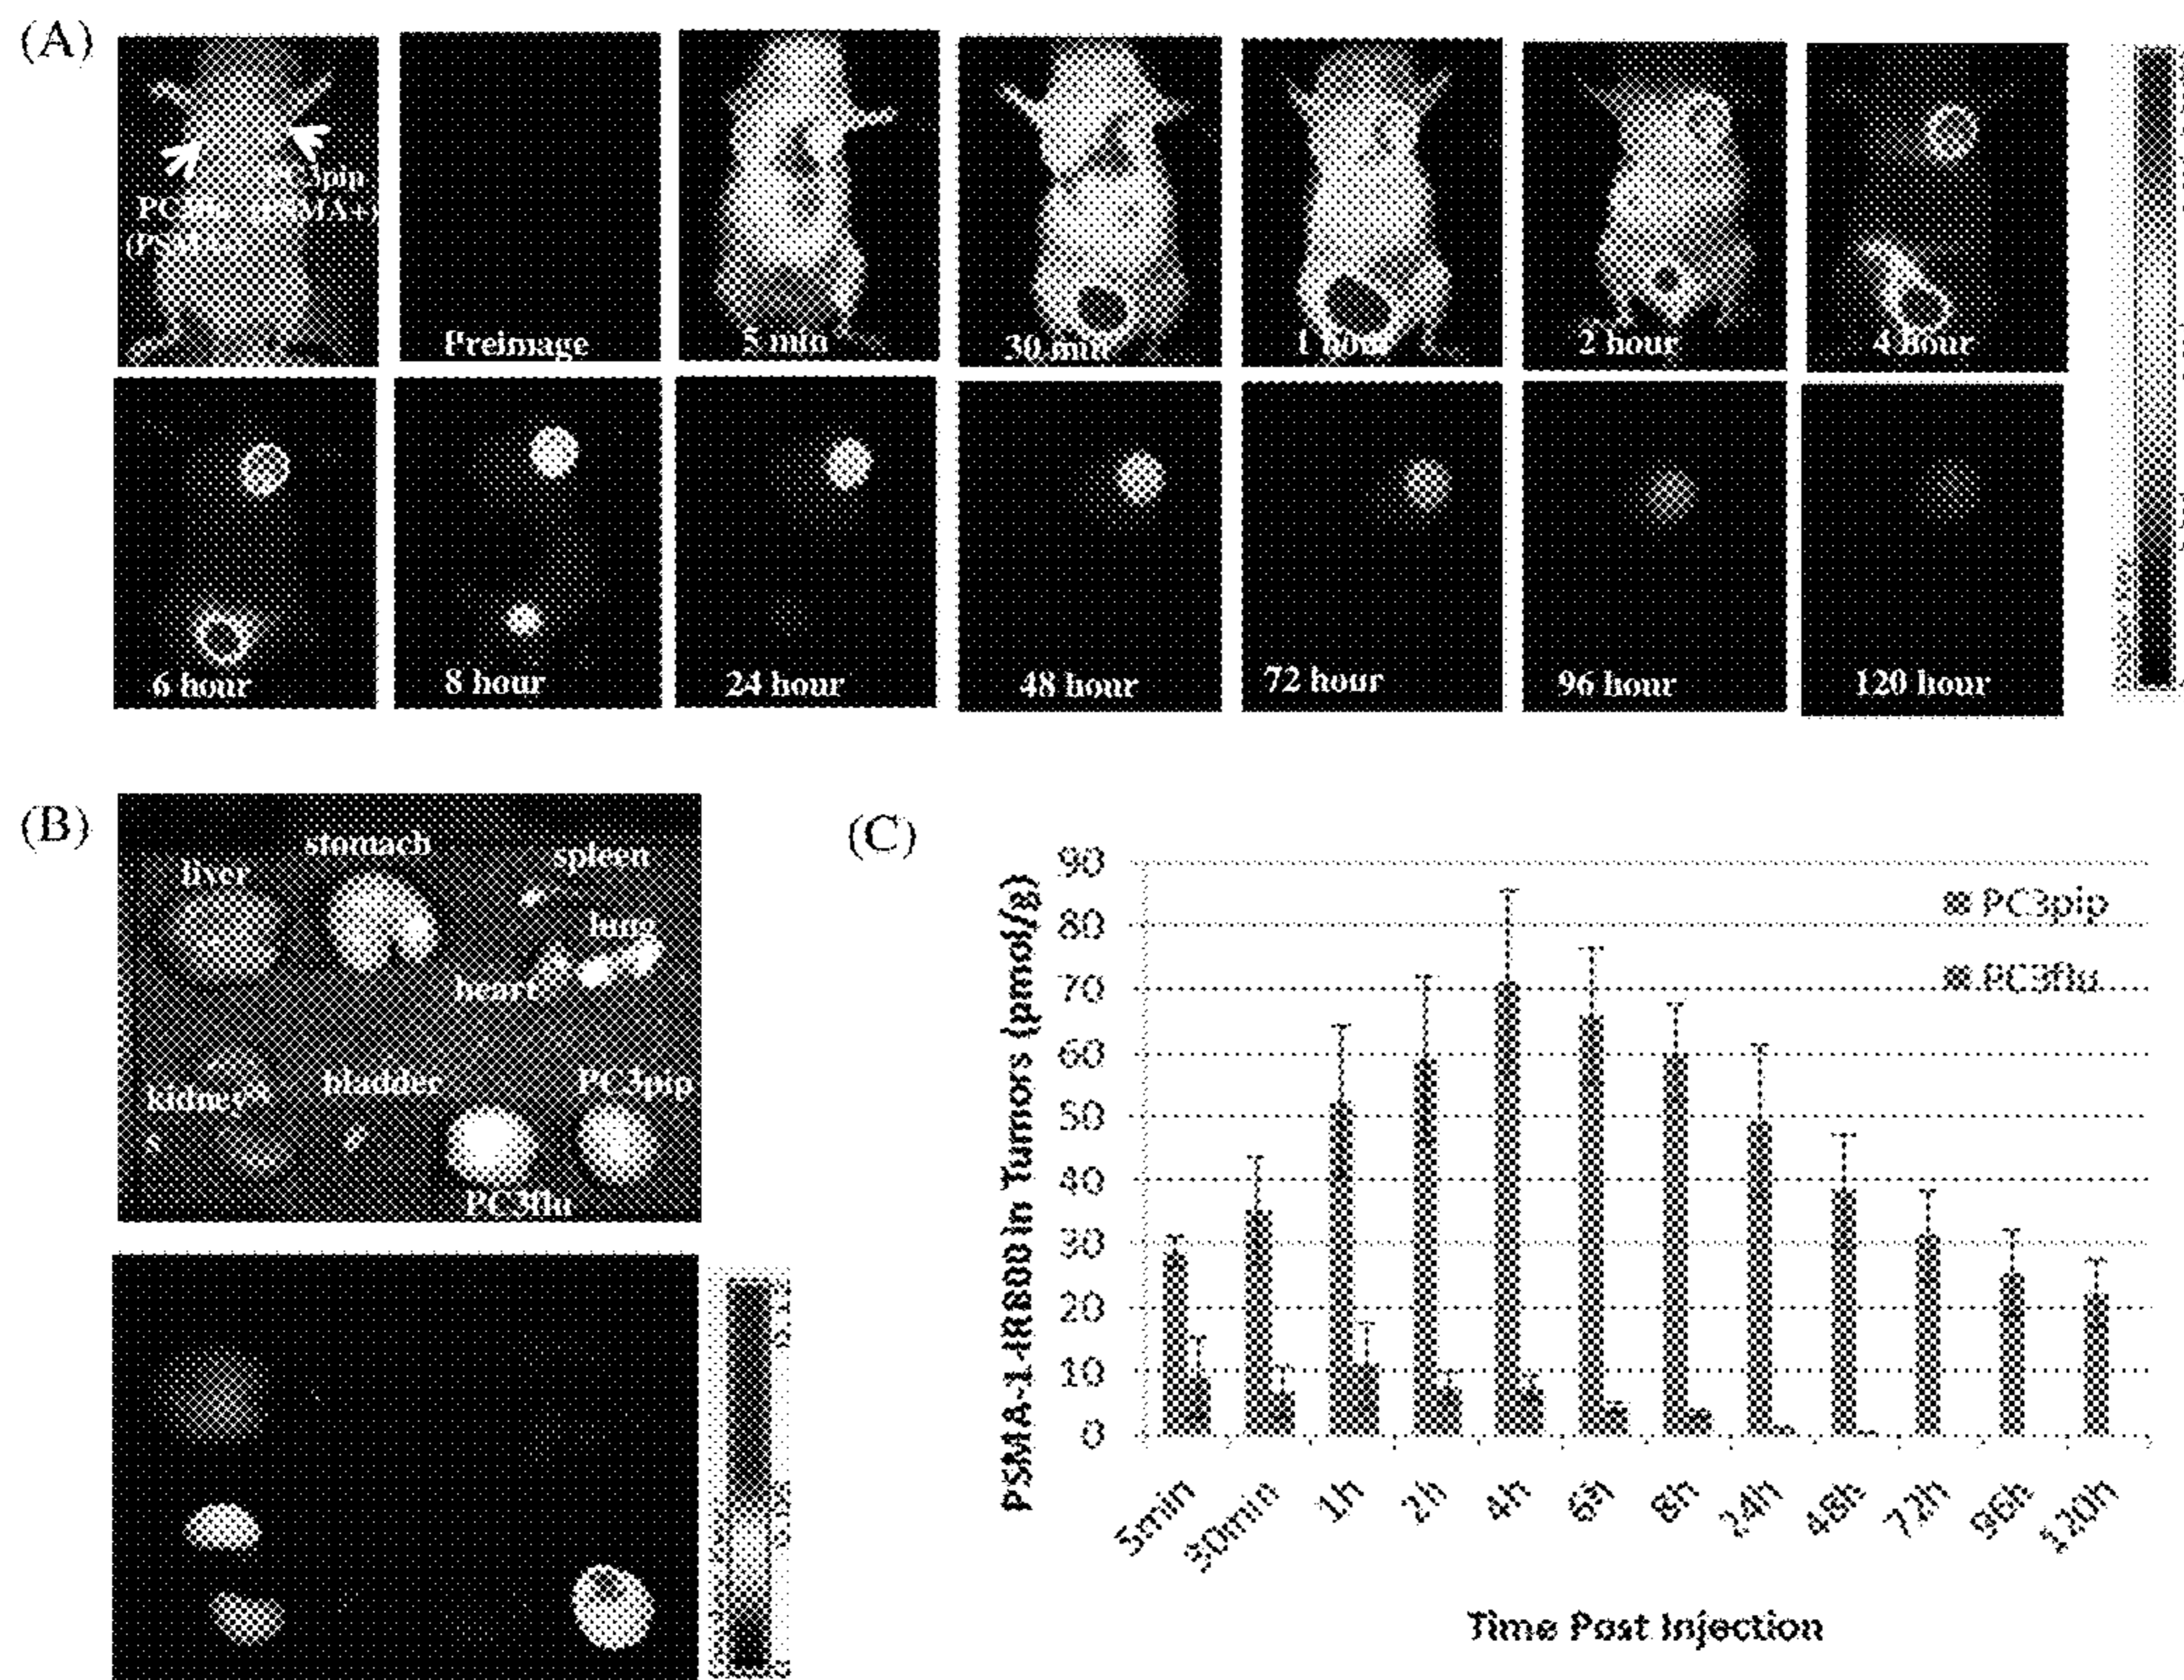 (A)
PC3pip
Preimage
5 min
30 min
1 hour
2 hour
4 hour
6 hour
8 hour
24 hour
48 hour
72 hour
96 hour
120 hour
(B)
liver
stomach
spleen
lung
heart
kidney
s
bladder
PC3pip
PC3flu
(C)
PSMA-1-IR800 in Tumors (pmol/g)
90
80
70
60
50
40
30
20
10
0
PC3pip
PC3flu
5min
30min
1h
2h
4h
6h
8h
24h
48h
72h
96h
120h
Time Post Injection